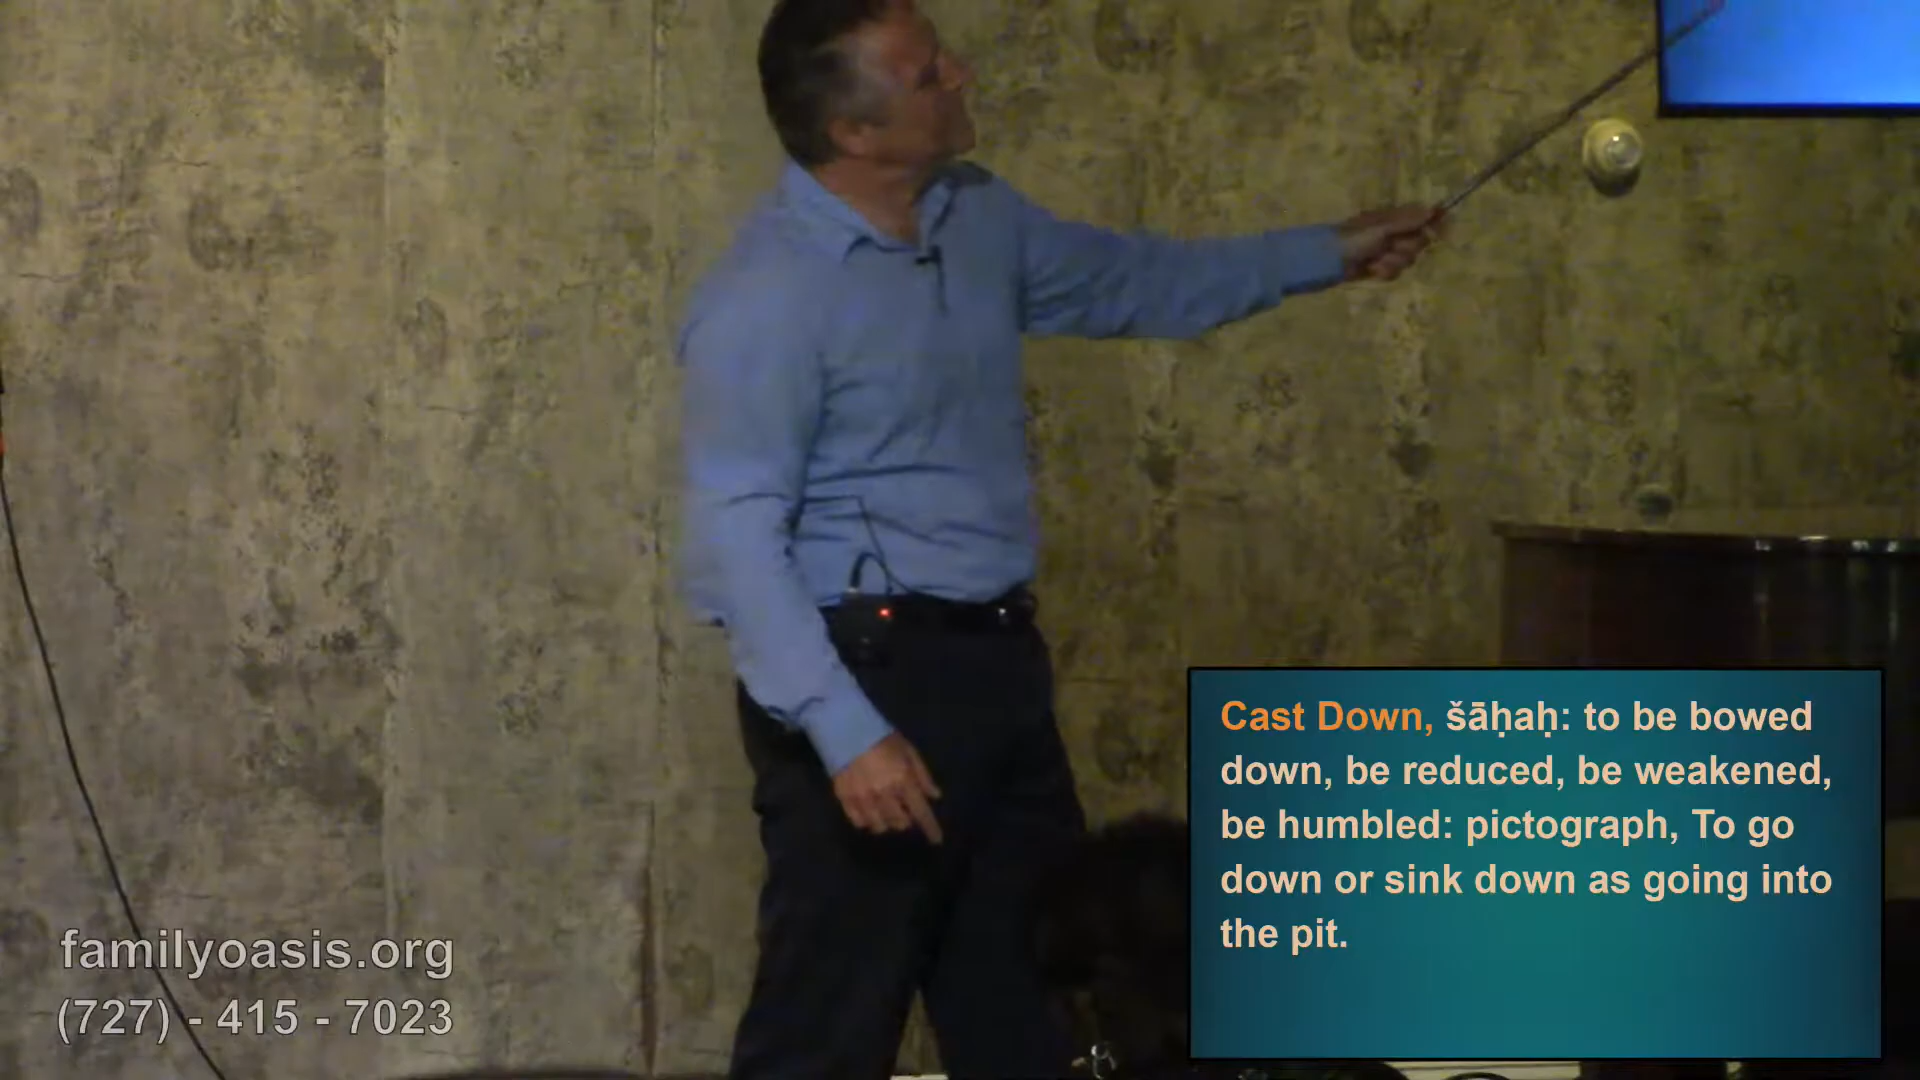 Cast Down, šāḥaḥ: to be bowed
down, be reduced, be weakened,
be humbled: pictograph, To go
down or sink down as going into
the pit.
familyoasis.org
(727) - 415 - 7023